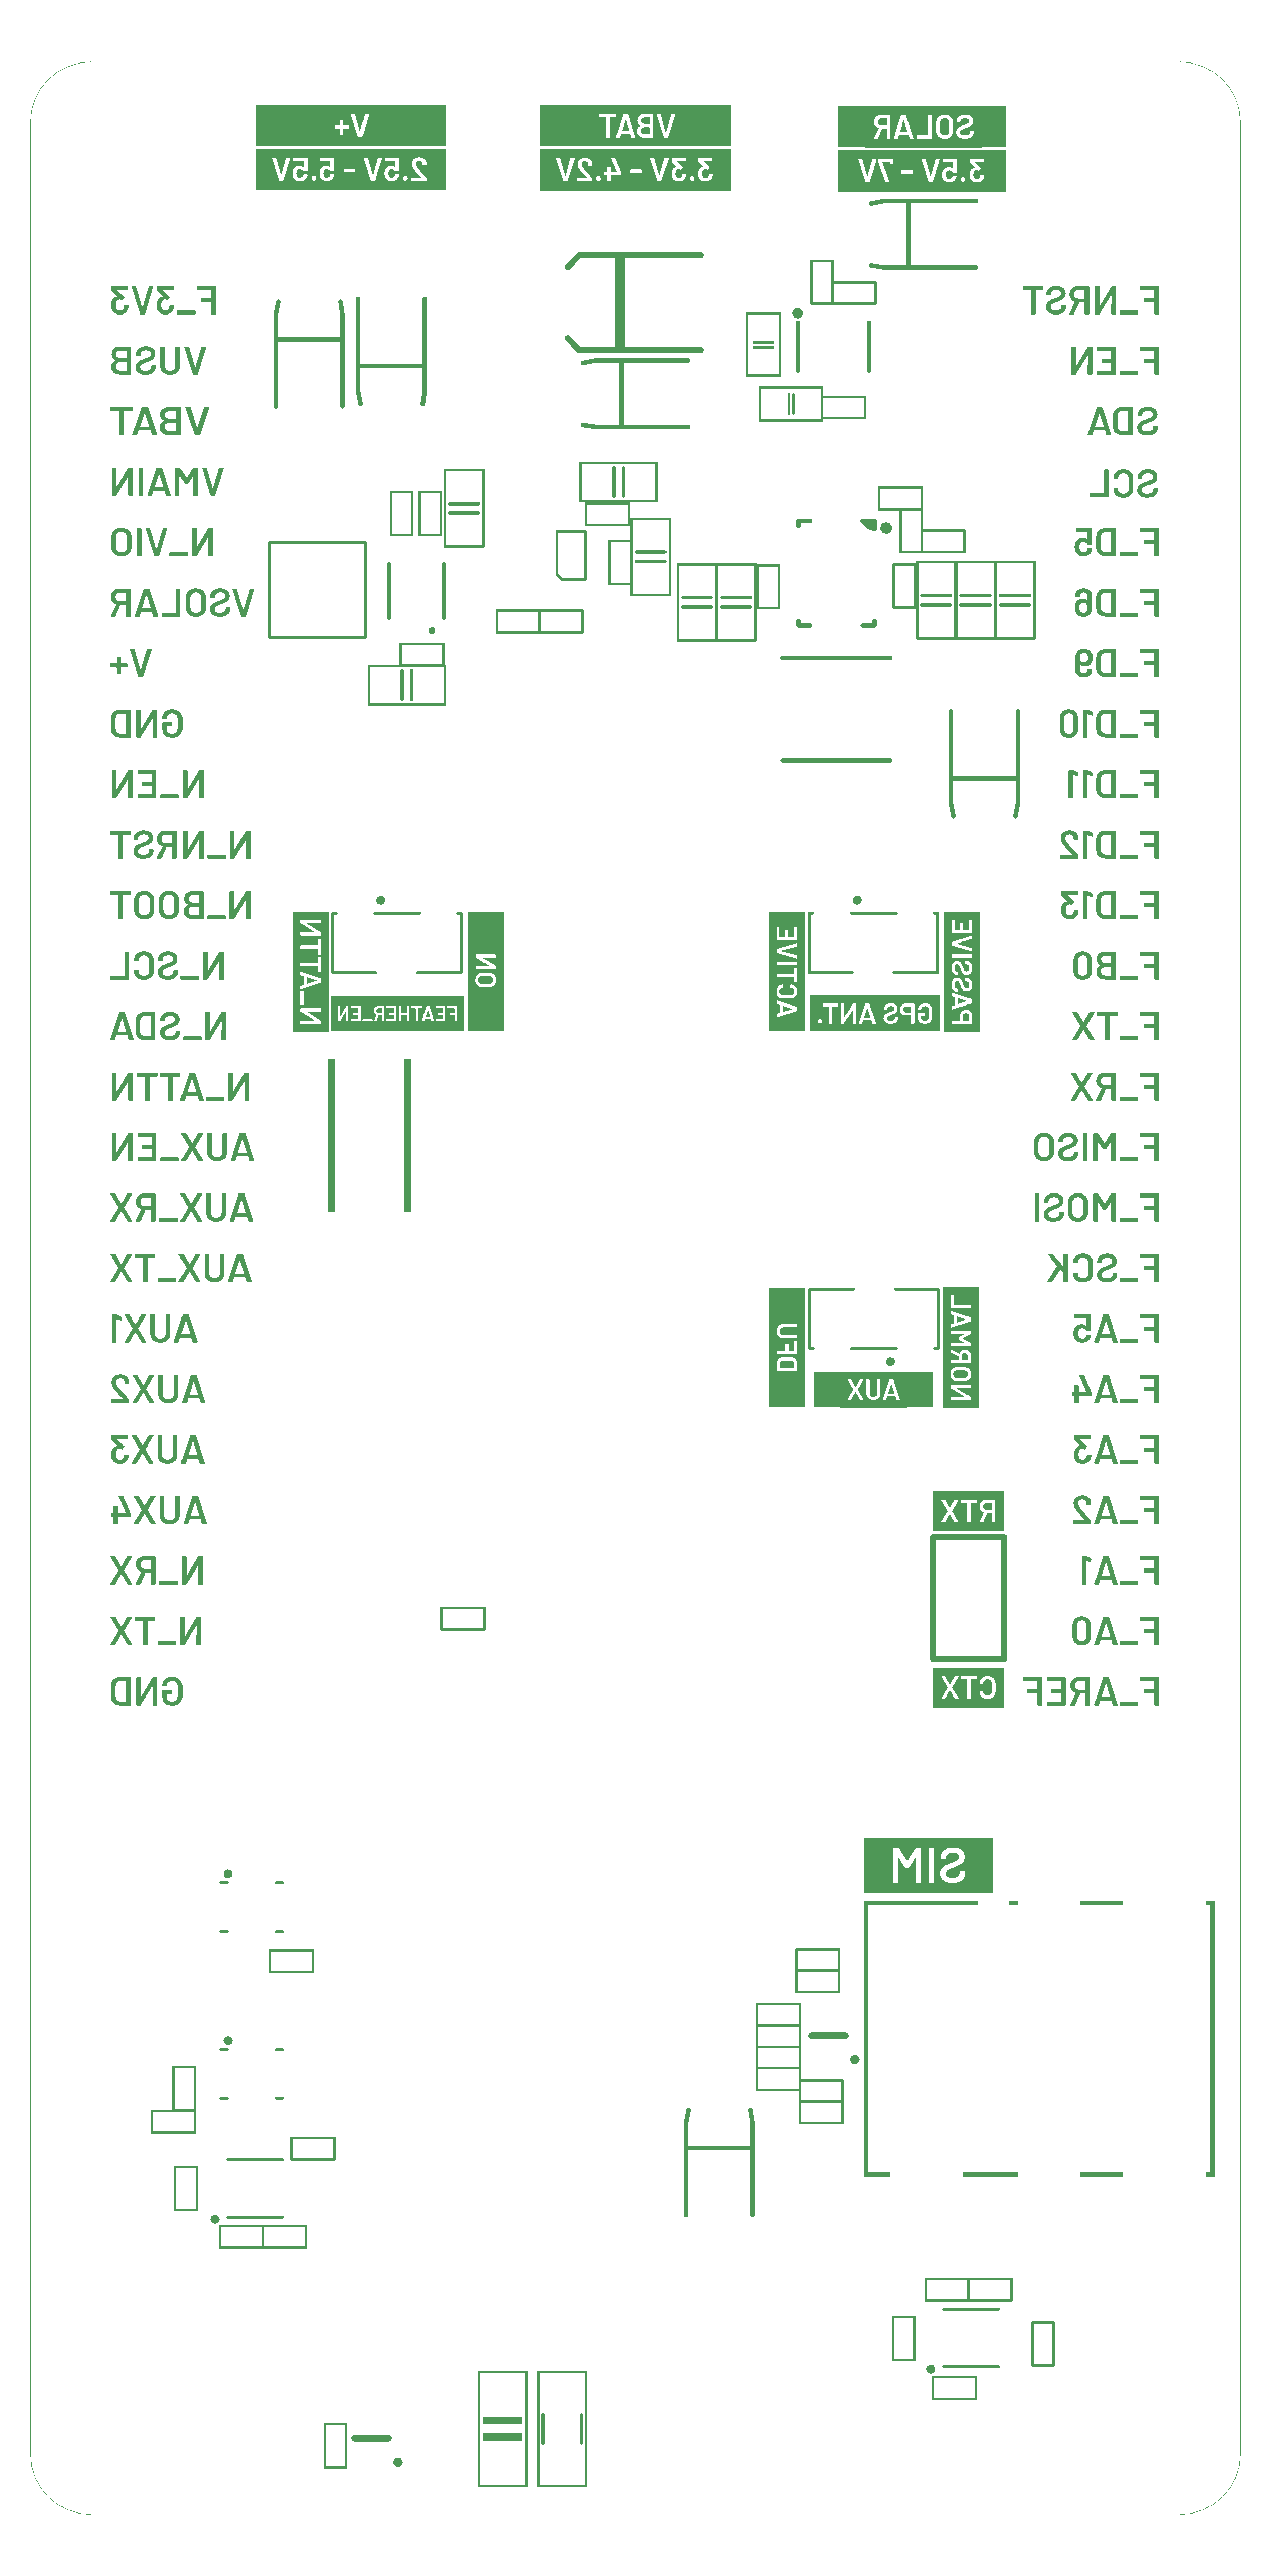 V+
2.5V - 5.5V
VBAT
3.3V - 4.2V
SOLAR
3.5V - 7V
F_3V3
VUSB
VBAT
VMAIN
N_VIO
VSOLAR
V+
GND
N_EN
N_NRST
N_BOOT
N_SCL
N_SDA
N_ATTN
AUX_EN
AUX_RX
AUX_TX
AUX1
AUX2
AUX3
AUX4
N_RX
N_TX
GND
F_NRST
F_EN
SDA
SCL
F_D5
F_D6
F_D9
F_D10
F_D11
F_D12
F_D13
F_B0
F_TX
F_RX
F_MISO
F_MOSI
F_SCK
F_A5
F_A4
F_A3
F_A2
F_A1
F_A0
F_AREF
N_ATTN
FEATHER_EN
ON
ACTIVE
GPS ANT.
PASSIVE
DFU
AUX
NORMAL
RTX
CTX
SIM